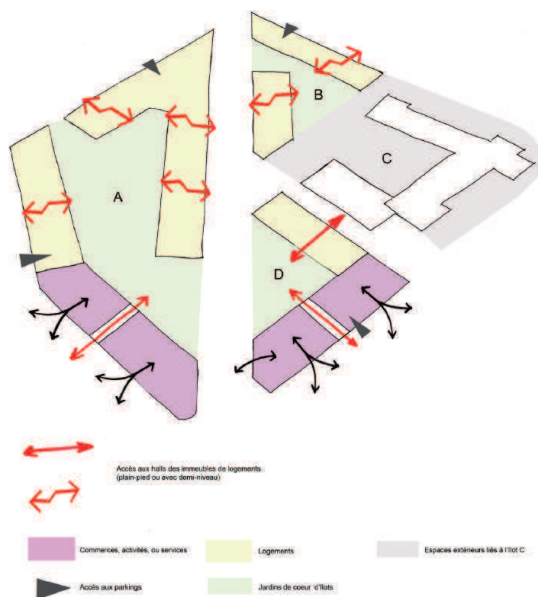 B
C
A
D
Accès aux halls des immeubles de logements
(plain-pied ou avec demi-niveau)
Commerces, activités, ou services
Logements
Espaces extérieurs liés à l'îlot C
Accès aux parkings
Jardins de coeur d'îlots